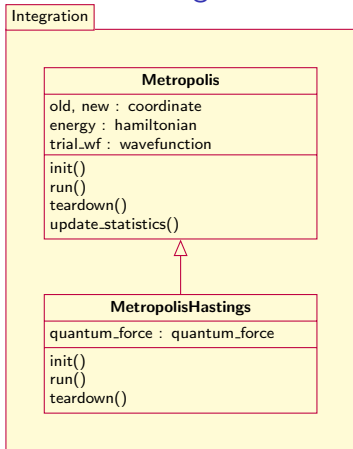 Integration
Metropolis
old, new : coordinate
energy : hamiltonian
trial_wf : wavefunction
init()
run()
teardown()
update_statistics()
MetropolisHastings
quantum_force : quantum_force
init()
run()
teardown()